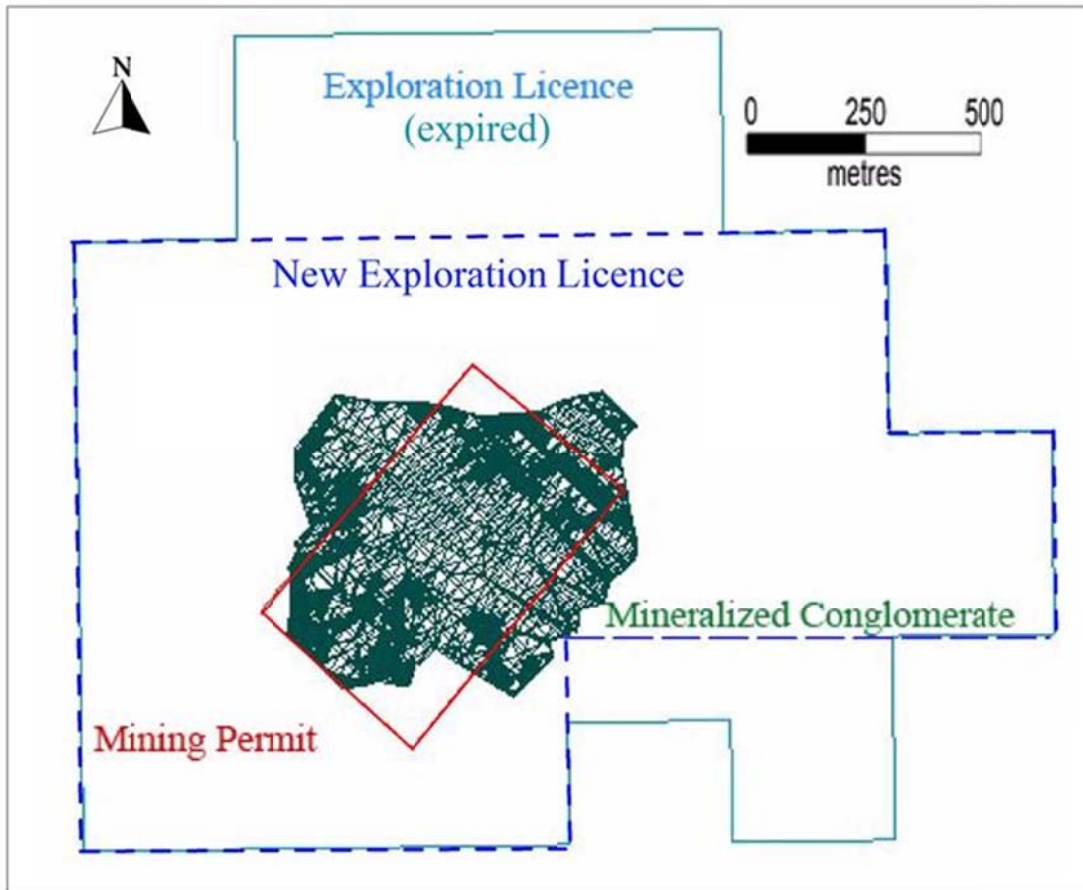 N
Exploration Licence
(expired)
0 250 500
metres
New Exploration Licence
Mineralized Conglomerate
Mining Permit